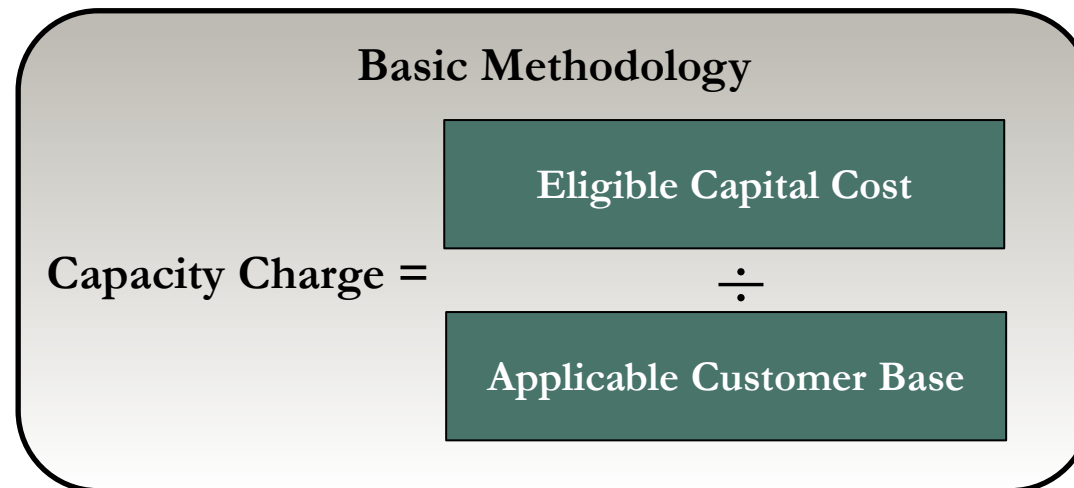 Basic Methodology
Eligible Capital Cost
Capacity Charge = ÷
Applicable Customer Base